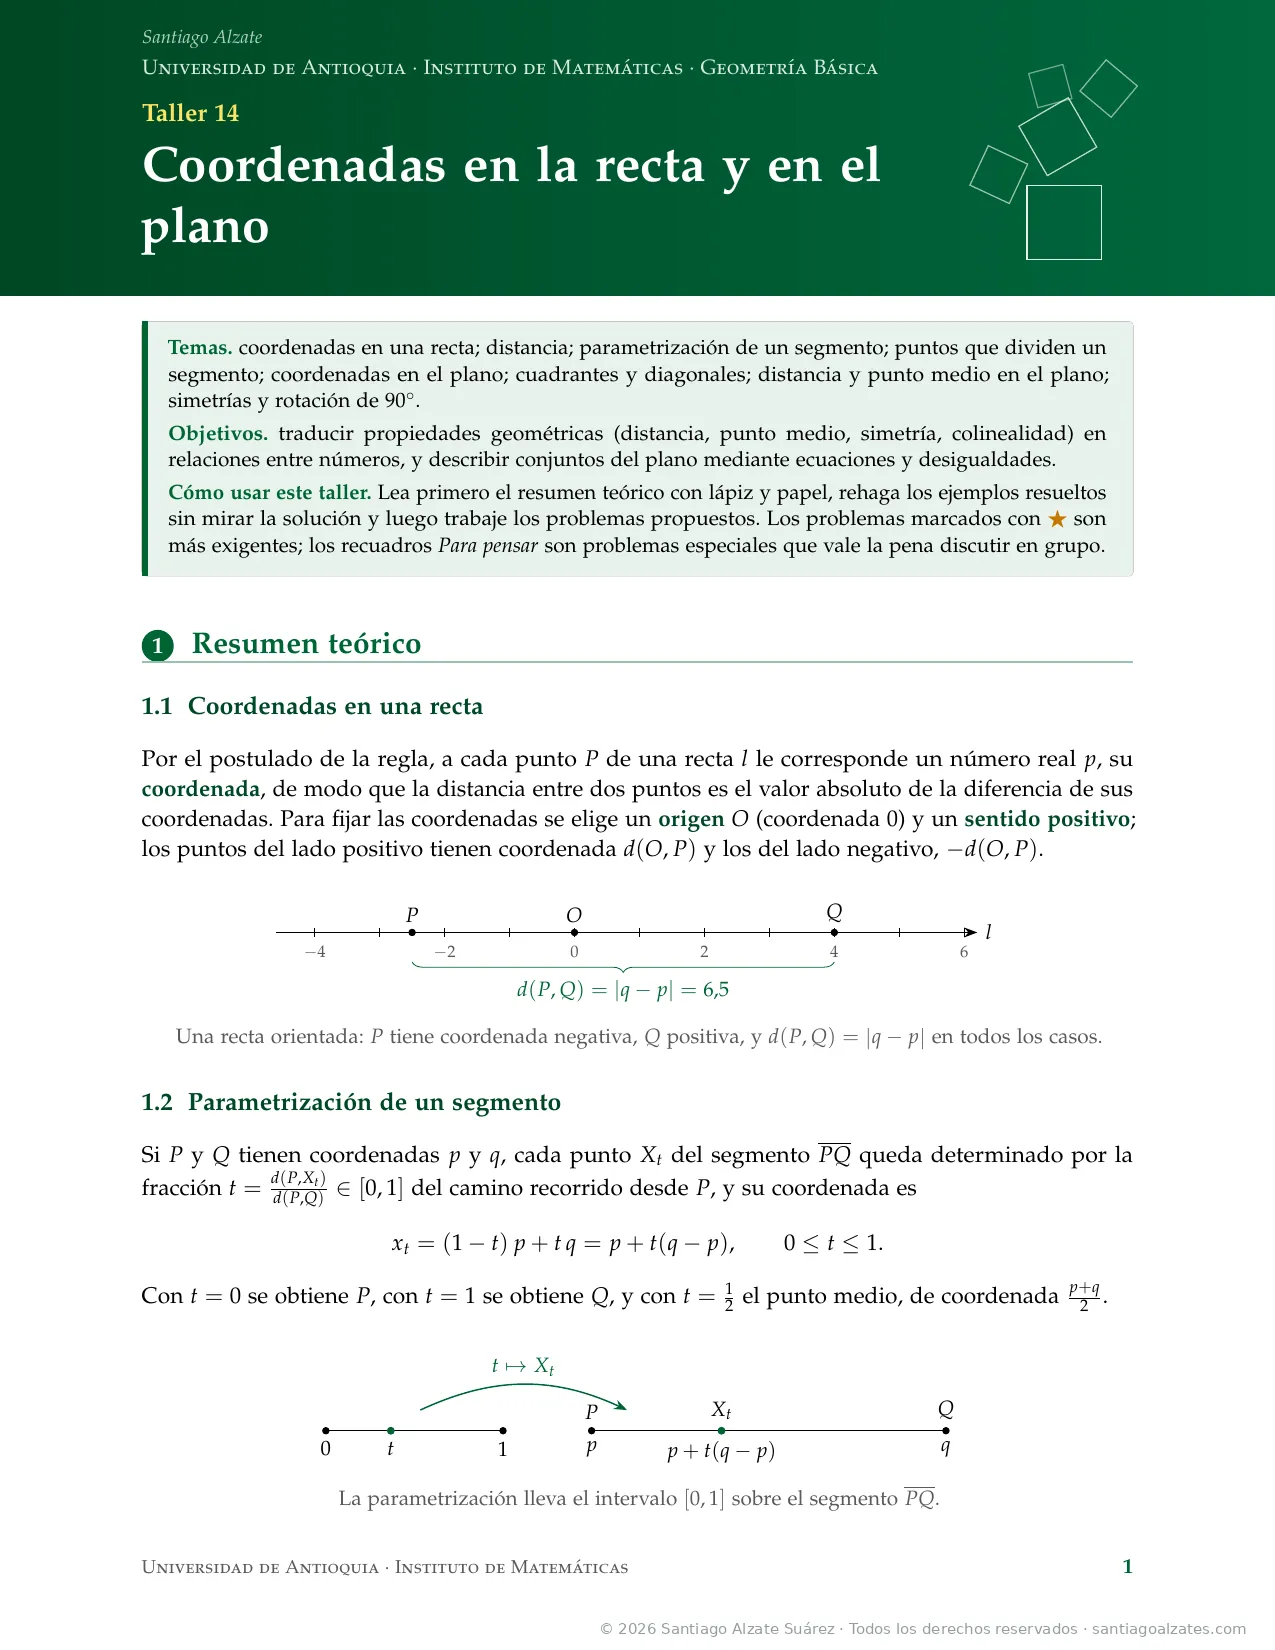 Santiago Alzate
Universidad de Antioquia · Instituto de Matemáticas · Geometría Básica
Taller 14
Coordenadas en la recta y en el
plano
Temas. coordenadas en una recta; distancia; parametrización de un segmento; puntos que dividen un
segmento; coordenadas en el plano; cuadrantes y diagonales; distancia y punto medio en el plano;
simetrías y rotación de 90°.
Objetivos. traducir propiedades geométricas (distancia, punto medio, simetría, colinealidad) en
relaciones entre números, y describir conjuntos del plano mediante ecuaciones y desigualdades.
Cómo usar este taller. Lea primero el resumen teórico con lápiz y papel, rehaga los ejemplos resueltos
sin mirar la solución y luego trabaje los problemas propuestos. Los problemas marcados con ★ son
más exigentes; los recuadros Para pensar son problemas especiales que vale la pena discutir en grupo.
1 Resumen teórico
1.1 Coordenadas en una recta
Por el postulado de la regla, a cada punto P de una recta l le corresponde un número real p, su
coordenada, de modo que la distancia entre dos puntos es el valor absoluto de la diferencia de sus
coordenadas. Para fijar las coordenadas se elige un origen O (coordenada 0) y un sentido positivo;
los puntos del lado positivo tienen coordenada d(O, P) y los del lado negativo, −d(O, P).
P O Q
l
−4 −2 0 2 4 6
d(P, Q) = |q − p| = 6,5
Una recta orientada: P tiene coordenada negativa, Q positiva, y d(P, Q) = |q − p| en todos los casos.
1.2 Parametrización de un segmento
Si P y Q tienen coordenadas p y q, cada punto X_t del segmento \overline{PQ} queda determinado por la
fracción t = \frac{d(P,X_t)}{d(P,Q)} ∈ [0, 1] del camino recorrido desde P, y su coordenada es
x_t = (1 − t) p + t q = p + t(q − p), 0 ≤ t ≤ 1.
Con t = 0 se obtiene P, con t = 1 se obtiene Q, y con t = \frac{1}{2} el punto medio, de coordenada \frac{p+q}{2}.
t ↦ X_t
P X_t Q
0 t 1 p p + t(q − p) q
La parametrización lleva el intervalo [0, 1] sobre el segmento \overline{PQ}.
Universidad de Antioquia · Instituto de Matemáticas 1
© 2026 Santiago Alzate Suárez · Todos los derechos reservados · santiagoalzates.com